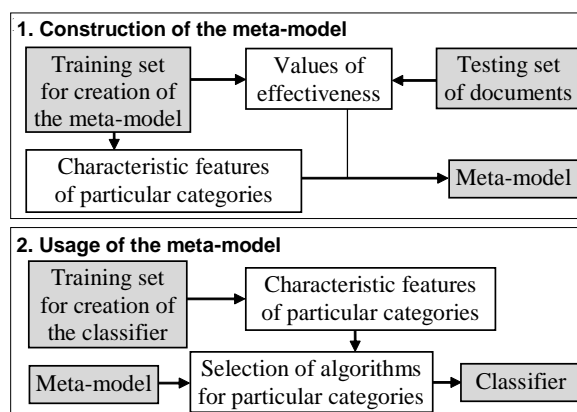 1. Construction of the meta-model
Training set
for creation of
the meta-model
Values of
effectiveness
Testing set
of documents
Characteristic features
of particular categories
Meta-model
2. Usage of the meta-model
Training set
for creation of
the classifier
Characteristic features
of particular categories
Meta-model
Selection of algorithms
for particular categories
Classifier